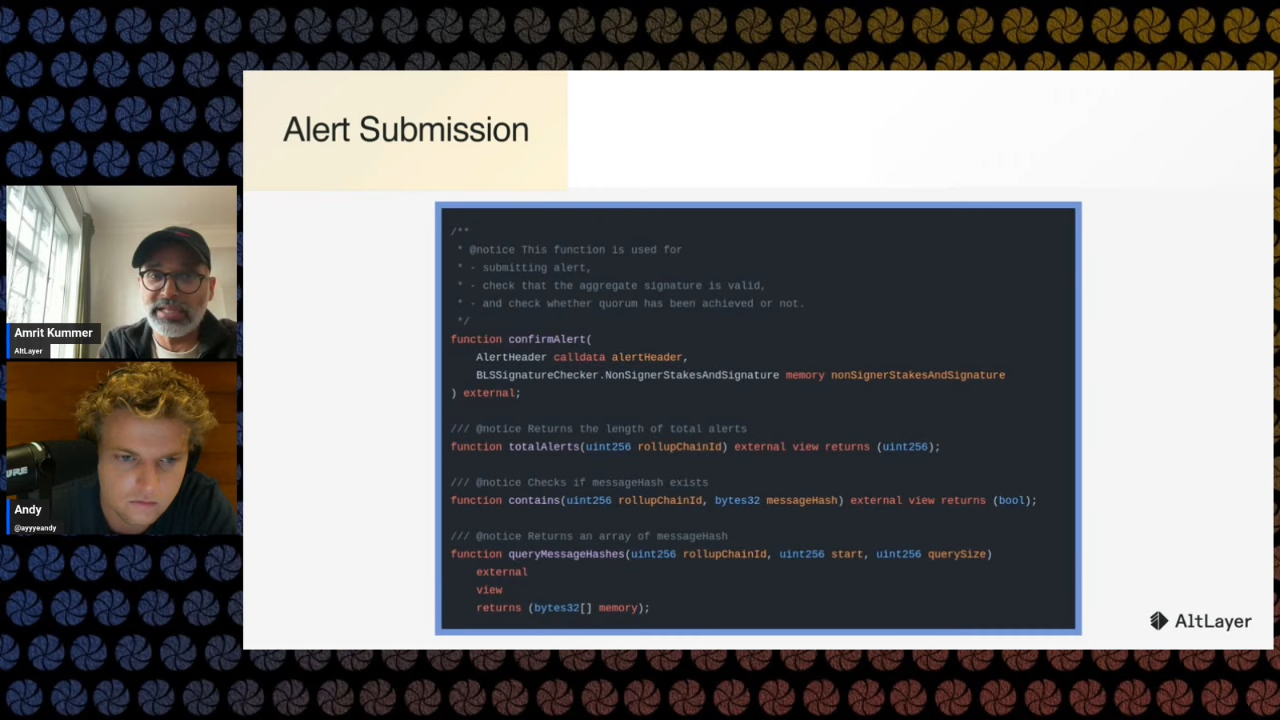 Alert Submission
/**
 * @notice This function is used for
 * - submitting alert,
 * - check that the aggregate signature is valid,
 * - and check whether quorum has been achieved or not.
 */
function confirmAlert(
    AlertHeader calldata alertHeader,
    BLSSignatureChecker.NonSignerStakesAndSignature memory nonSignerStakesAndSignature
) external;
/// @notice Returns the length of total alerts
function totalAlerts(uint256 rollupChainId) external view returns (uint256);
/// @notice Checks if messageHash exists
function contains(uint256 rollupChainId, bytes32 messageHash) external view returns (bool);
/// @notice Returns an array of messageHash
function queryMessageHashes(uint256 rollupChainId, uint256 start, uint256 querySize)
    external
    view
    returns (bytes32[] memory);
AltLayer
Amrit Kummer
AltLayer
Andy
@ayyyeandy